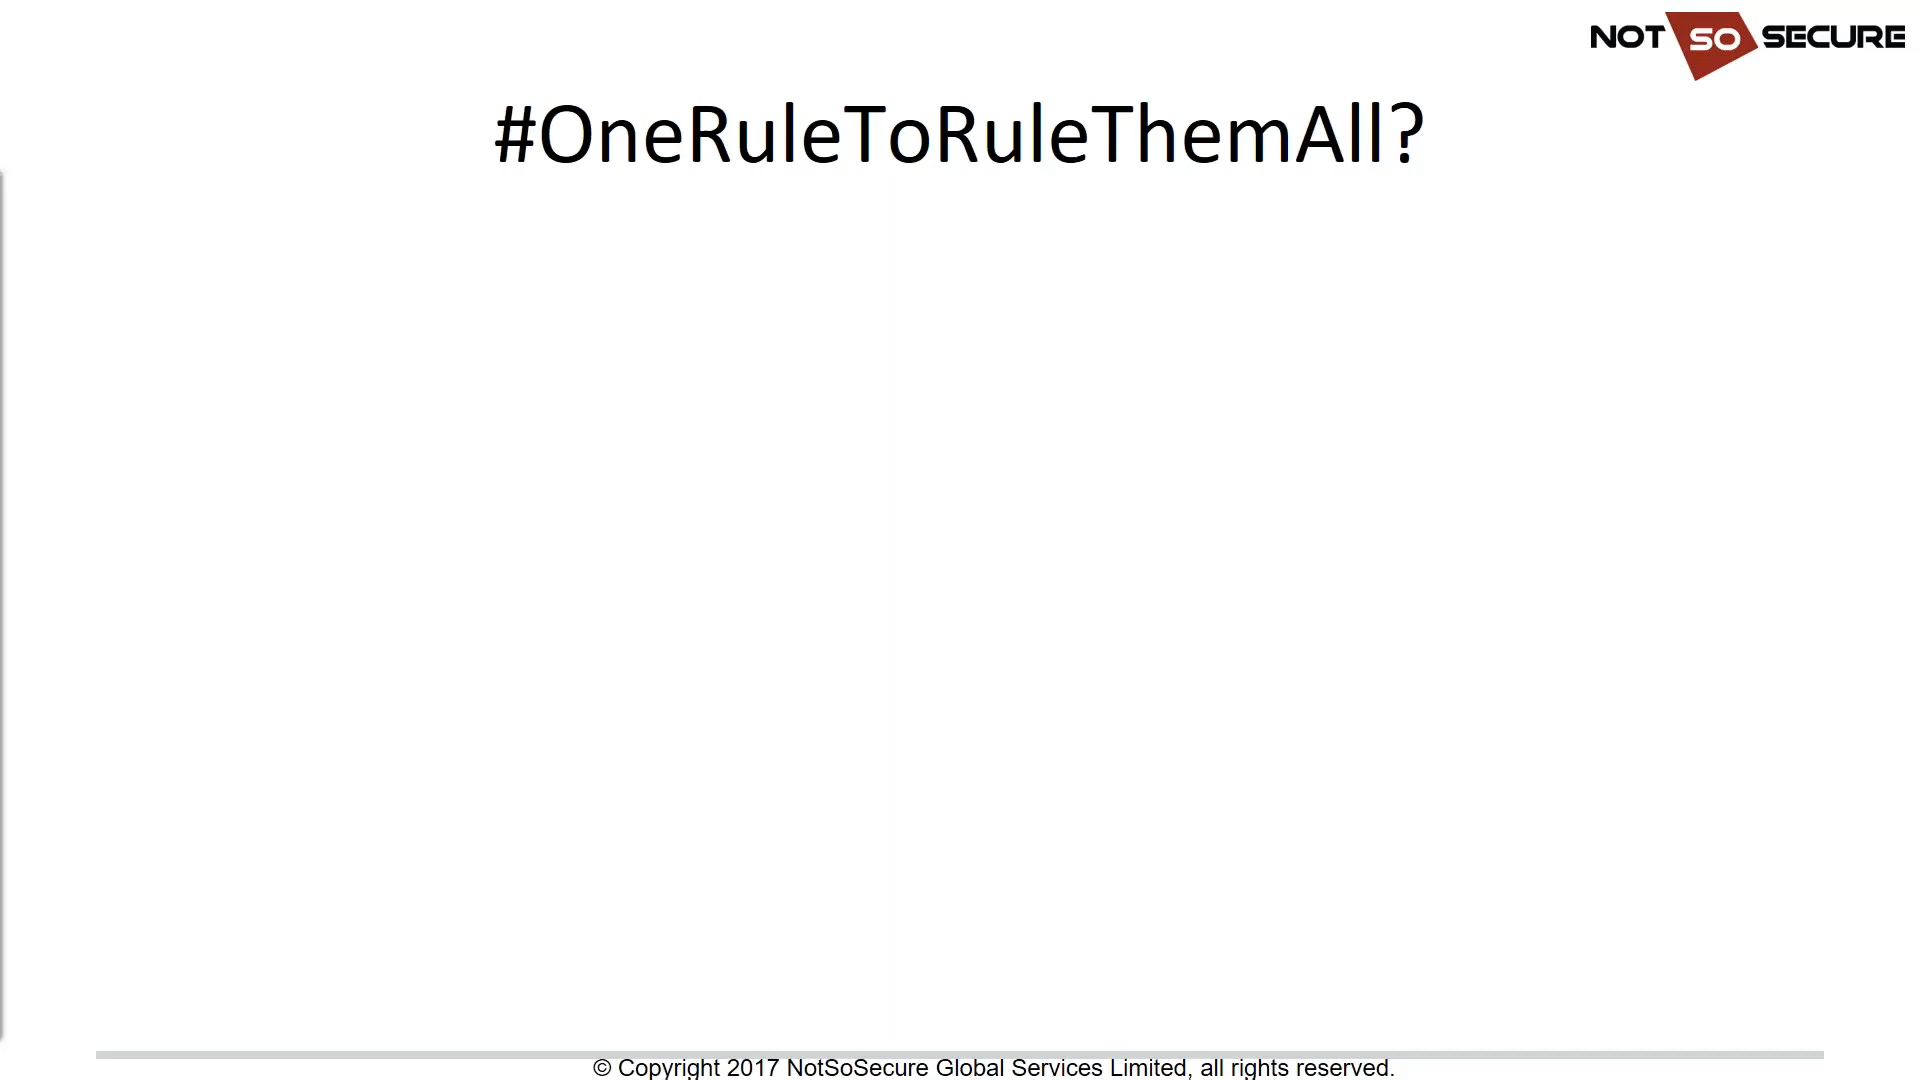 NOT SO SECURE
#OneRuleToRuleThemAll?
© Copyright 2017 NotSoSecure Global Services Limited, all rights reserved.